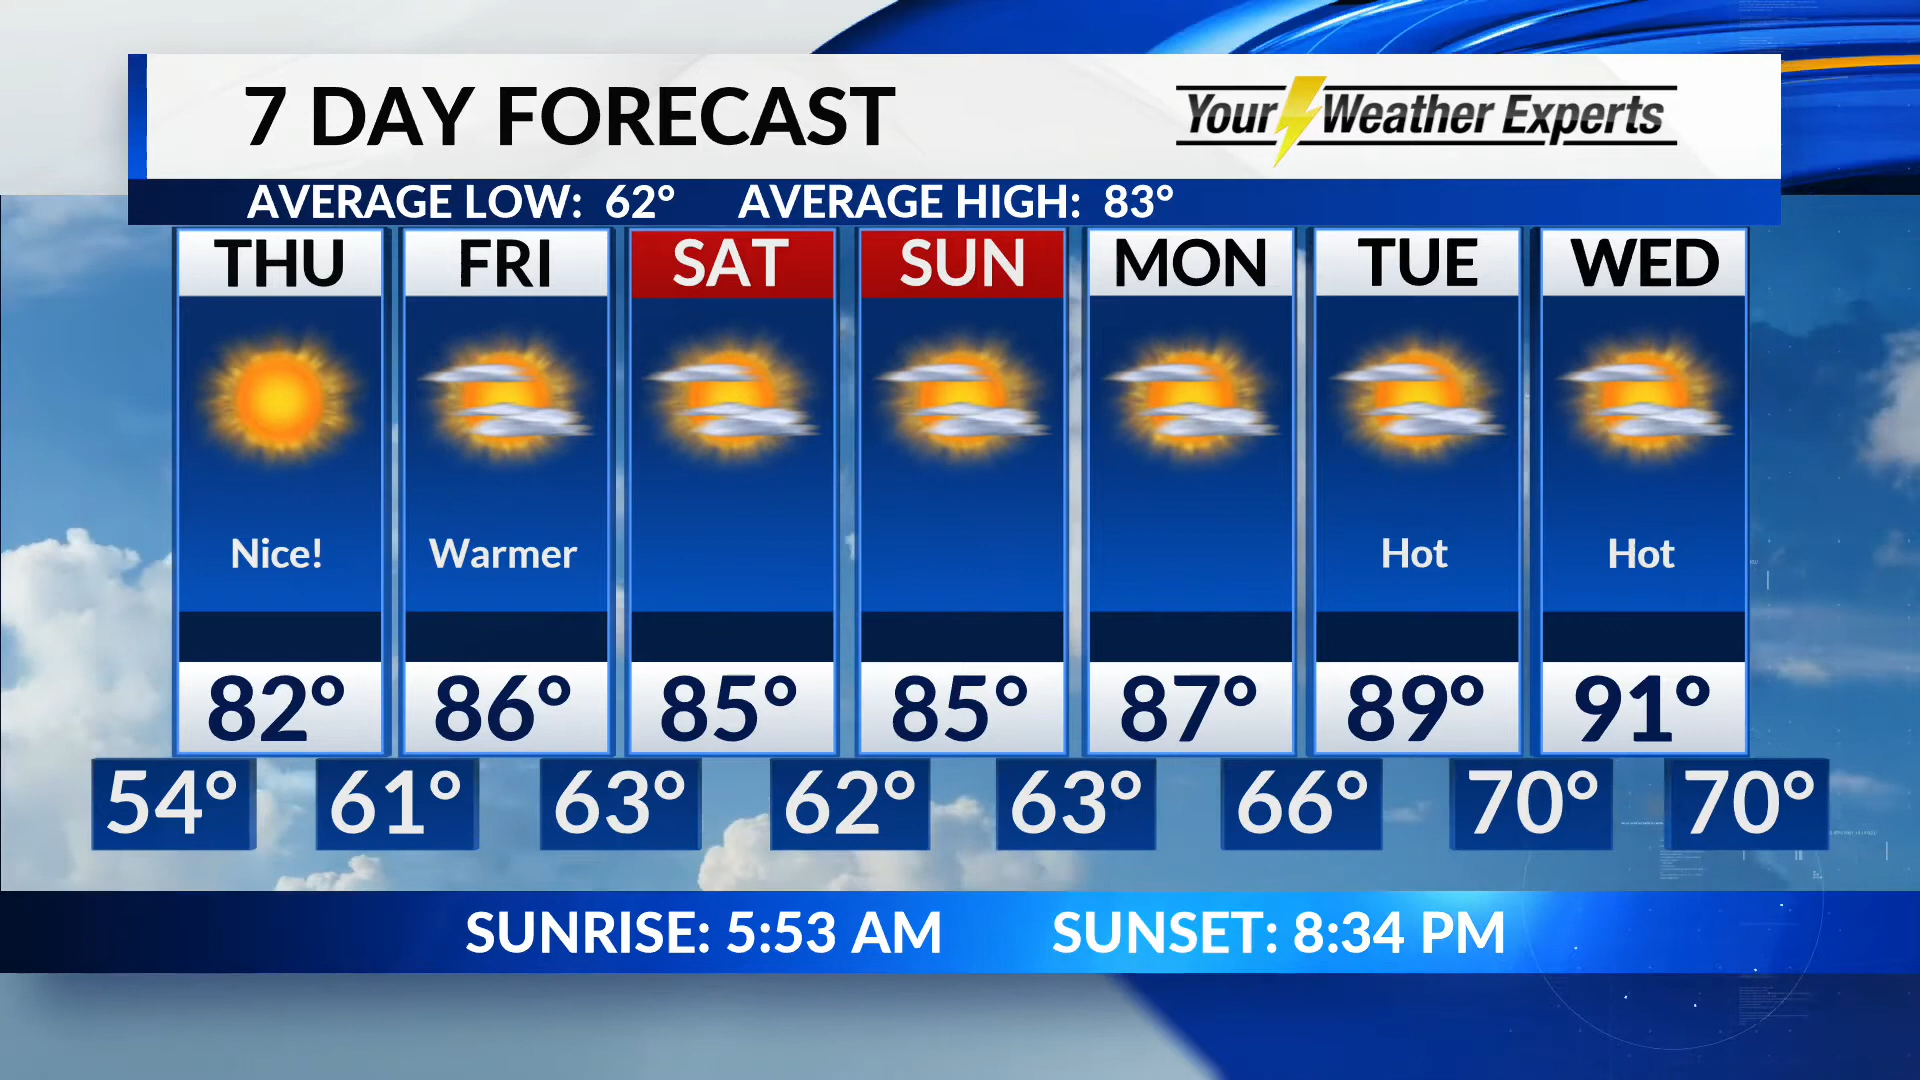 7 DAY FORECAST
Your Weather Experts
AVERAGE LOW: 62° AVERAGE HIGH: 83°
THU FRI SAT SUN MON TUE WED
Nice! Warmer Hot Hot
82° 86° 85° 85° 87° 89° 91°
54° 61° 63° 62° 63° 66° 70° 70°
SUNRISE: 5:53 AM SUNSET: 8:34 PM